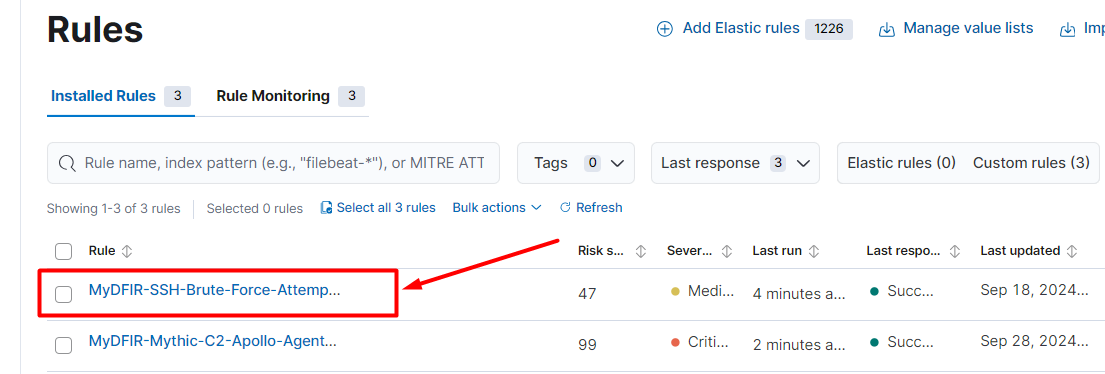 Rules
Add Elastic rules 1226 Manage value lists Imp
Installed Rules 3 Rule Monitoring 3
Rule name, index pattern (e.g., "filebeat-*"), or MITRE ATT
Tags 0 Last response 3 Elastic rules (0) Custom rules (3)
Showing 1-3 of 3 rules Selected 0 rules Select all 3 rules Bulk actions Refresh
Rule Risk s... Sever... Last run Last respo... Last updated
MyDFIR-SSH-Brute-Force-Attemp... 47 Medi... 4 minutes a... Succ... Sep 18, 2024...
MyDFIR-Mythic-C2-Apollo-Agent... 99 Criti... 2 minutes a... Succ... Sep 28, 2024...